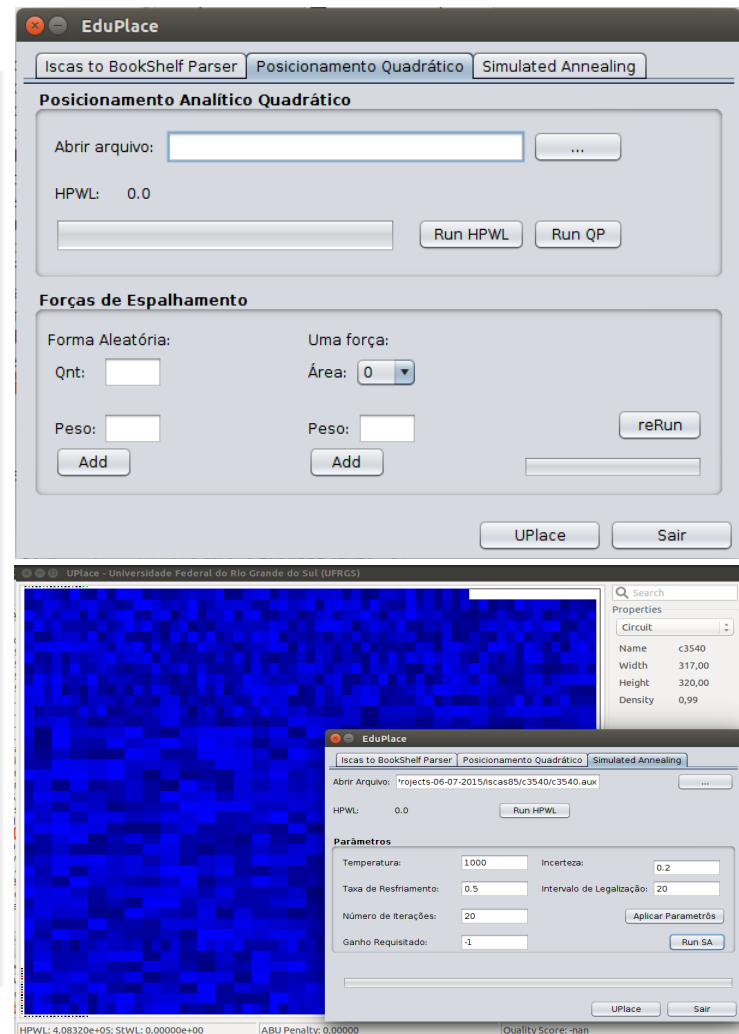 EduPlace
Iscas to BookShelf Parser Posicionamento Quadrático Simulated Annealing
Posicionamento Analítico Quadrático
Abrir arquivo: ...
HPWL: 0.0
Run HPWL Run QP
Forças de Espalhamento
Forma Aleatória: Uma força:
Qnt: Área: 0
Peso: Peso: reRun
Add Add
UPlace Sair
UPlace - Universidade Federal do Rio Grande do Sul (UFRGS)
Search
Properties
Circuit
Name c3540
Width 317,00
Height 320,00
Density 0,99
EduPlace
Iscas to BookShelf Parser Posicionamento Quadrático Simulated Annealing
Abrir Arquivo: rojects-06-07-2015/iscas85/c3540/c3540.aux ...
HPWL: 0.0 Run HPWL
Parâmetros
Temperatura: 1000 Incerteza: 0.2
Taxa de Resfriamento: 0.5 Intervalo de Legalização: 20
Número de Iterações: 20 Aplicar Parametrôs
Ganho Requisitado: -1 Run SA
UPlace Sair
HPWL: 4,08320e+05; StWL: 0,00000e+00 ABU Penalty: 0,00000 Quality Score: -nan